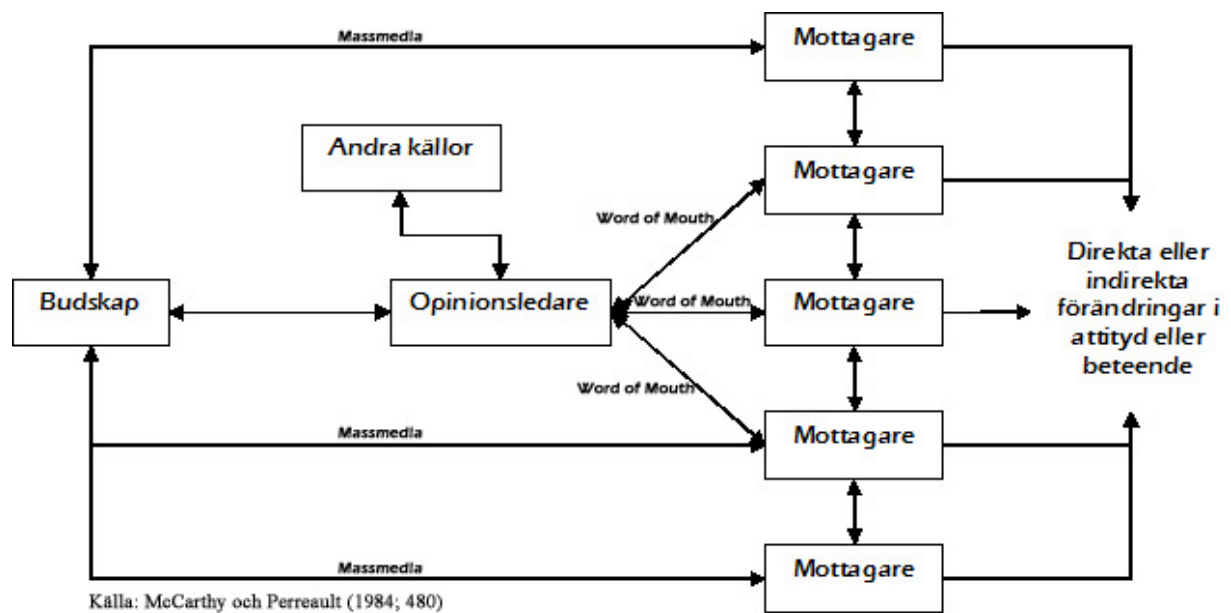 Massmedia
Mottagare
Andra källor
Mottagare
Word of Mouth
Budskap
Opinionsledare
Word of Mouth
Mottagare
Direkta eller
indirekta
förändringar i
attityd eller
beteende
Word of Mouth
Massmedia
Mottagare
Massmedia
Mottagare
Källa: McCarthy och Perreault (1984; 480)